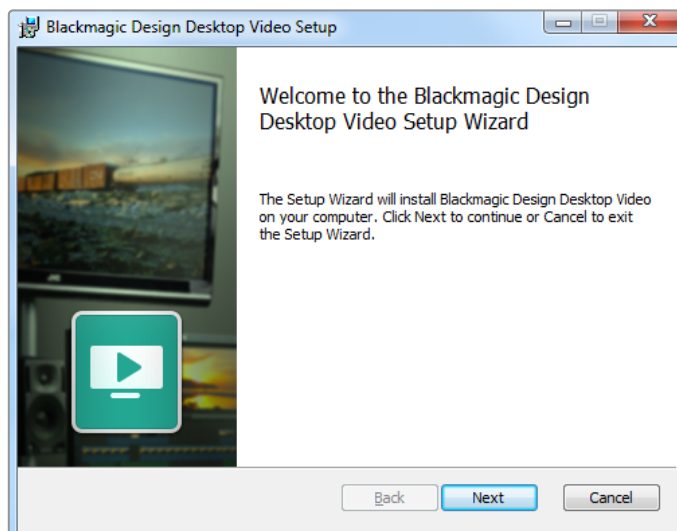 Blackmagic Design Desktop Video Setup
Welcome to the Blackmagic Design
Desktop Video Setup Wizard
The Setup Wizard will install Blackmagic Design Desktop Video
on your computer. Click Next to continue or Cancel to exit
the Setup Wizard.
JVC
Back
Next
Cancel